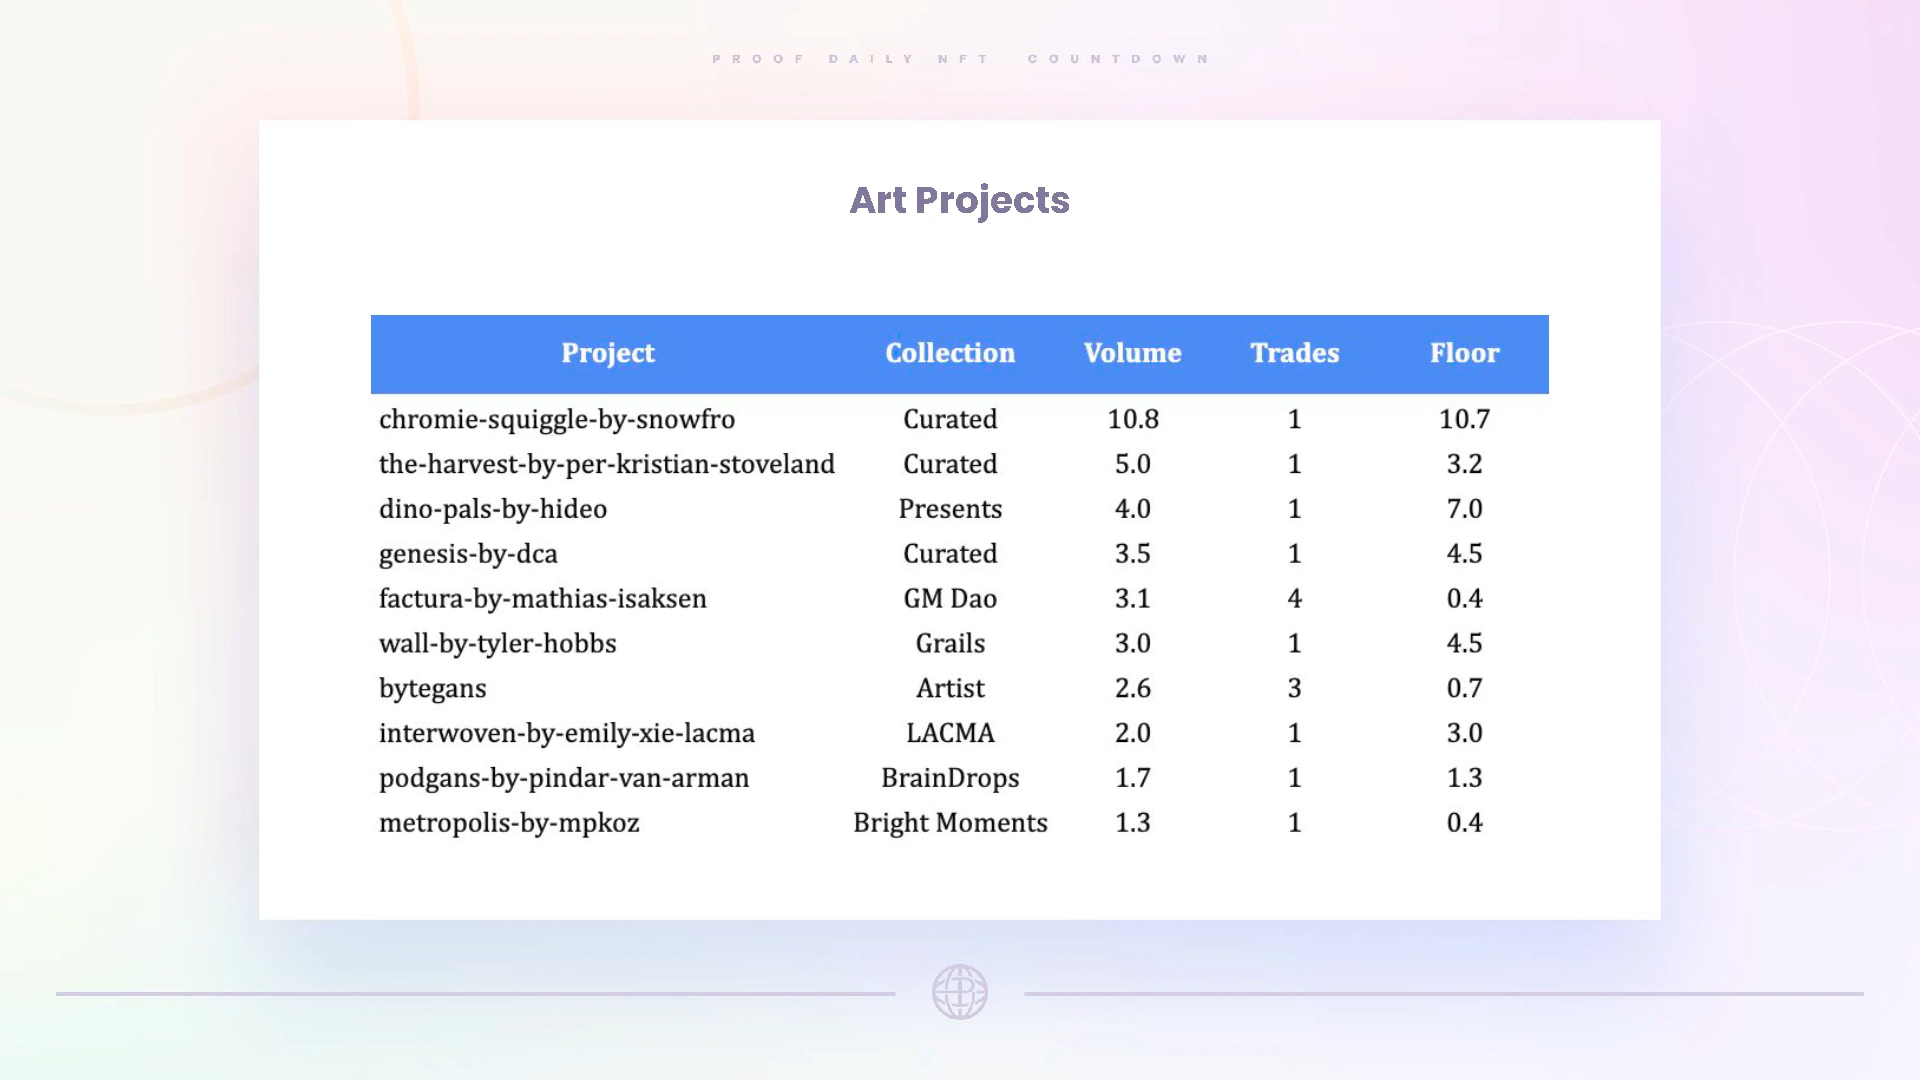 PROOF DAILY NFT COUNTDOWN
Art Projects
Project Collection Volume Trades Floor
chromie-squiggle-by-snowfro Curated 10.8 1 10.7
the-harvest-by-per-kristian-stoveland Curated 5.0 1 3.2
dino-pals-by-hideo Presents 4.0 1 7.0
genesis-by-dca Curated 3.5 1 4.5
factura-by-mathias-isaksen GM Dao 3.1 4 0.4
wall-by-tyler-hobbs Grails 3.0 1 4.5
bytegans Artist 2.6 3 0.7
interwoven-by-emily-xie-lacma LACMA 2.0 1 3.0
podgans-by-pindar-van-arman BrainDrops 1.7 1 1.3
metropolis-by-mpkoz Bright Moments 1.3 1 0.4